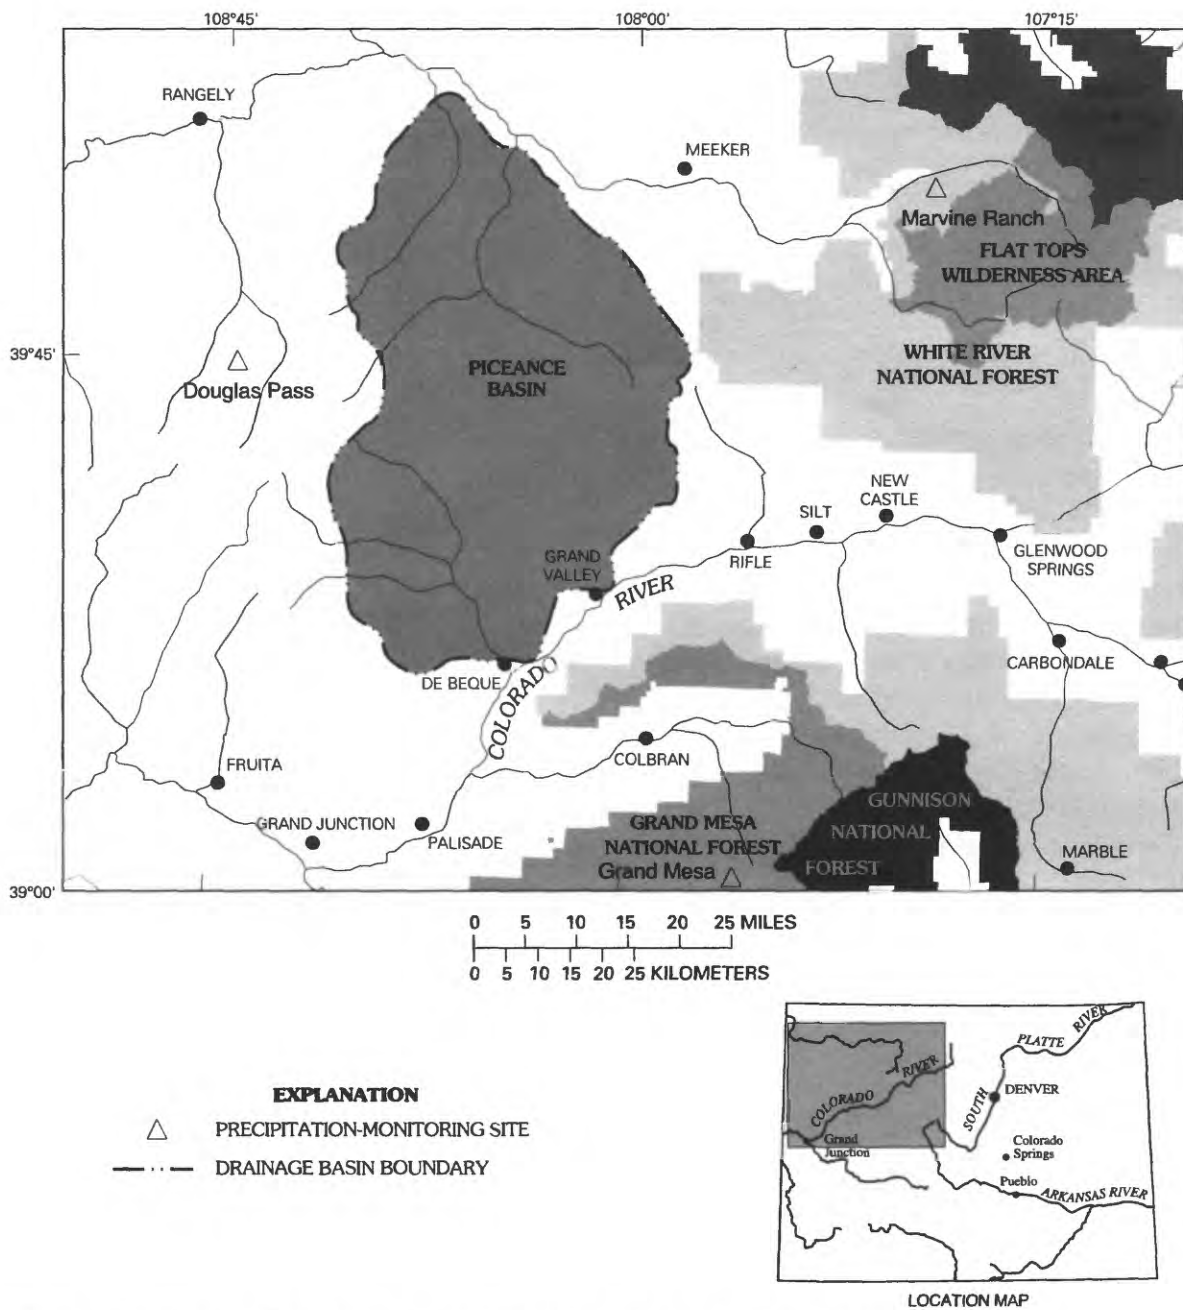 108°45'
108°00'
107°15'
RANGELY
MEEKER
Marvine Ranch
FLAT TOPS
WILDERNESS AREA
39°45'
Douglas Pass
PICEANCE
BASIN
WHITE RIVER
NATIONAL FOREST
NEW
CASTLE
SILT
RIFLE
GLENWOOD
SPRINGS
GRAND
VALLEY
COLORADO RIVER
CARBONDALE
DE BEQUE
COLBRAN
FRUITA
GRAND JUNCTION
PALISADE
GRAND MESA
NATIONAL FOREST
Grand Mesa
GUNNISON
NATIONAL
FOREST
MARBLE
39°00'
0 5 10 15 20 25 MILES
0 5 10 15 20 25 KILOMETERS
EXPLANATION
PRECIPITATION-MONITORING SITE
DRAINAGE BASIN BOUNDARY
SOUTH PLATTE RIVER
COLORADO RIVER
DENVER
Grand
Junction
Colorado
Springs
Pueblo
ARKANSAS RIVER
LOCATION MAP